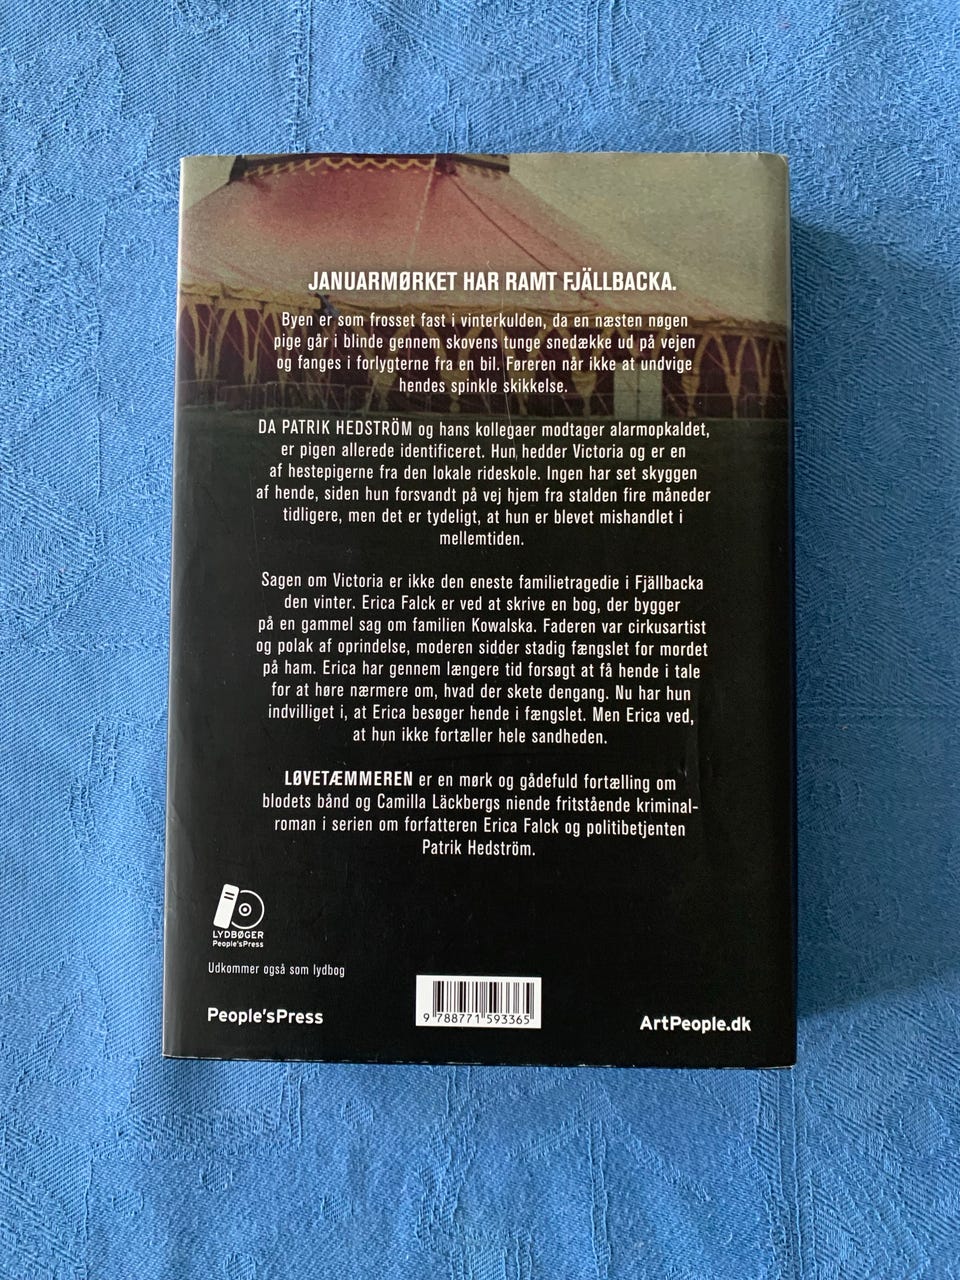 JANUARMØRKET HAR RAMT FJÄLLBACKA.
Byen er som frosset fast i vinterkulden, da en næsten nøgen
pige går i blinde gennem skovens tunge snedække ud på vejen
og fanges i forlygterne fra en bil. Føreren når ikke at undvige
hendes spinkle skikkelse.
DA PATRIK HEDSTRÖM og hans kollegaer modtager alarmopkaldet,
er pigen allerede identificeret. Hun hedder Victoria og er en
af hestepigerne fra den lokale rideskole. Ingen har set skyggen
af hende, siden hun forsvandt på vej hjem fra stalden fire måneder
tidligere, men det er tydeligt, at hun er blevet mishandlet i
mellemtiden.
Sagen om Victoria er ikke den eneste familietragedie i Fjällbacka
den vinter. Erica Falck er ved at skrive en bog, der bygger
på en gammel sag om familien Kowalska. Faderen var cirkusartist
og polak af oprindelse, moderen sidder stadig fængslet for mordet
på ham. Erica har gennem længere tid forsøgt at få hende i tale
for at høre nærmere om, hvad der skete dengang. Nu har hun
indvilliget i, at Erica besøger hende i fængslet. Men Erica ved,
at hun ikke fortæller hele sandheden.
LØVETÆMMEREN er en mørk og gådefuld fortælling om
blodets bånd og Camilla Läckbergs niende fritstående kriminal-
roman i serien om forfatteren Erica Falck og politibetjenten
Patrik Hedström.
LYDBØGER
People'sPress
Udkommer også som lydbog
People'sPress
9 788771 593365
ArtPeople.dk